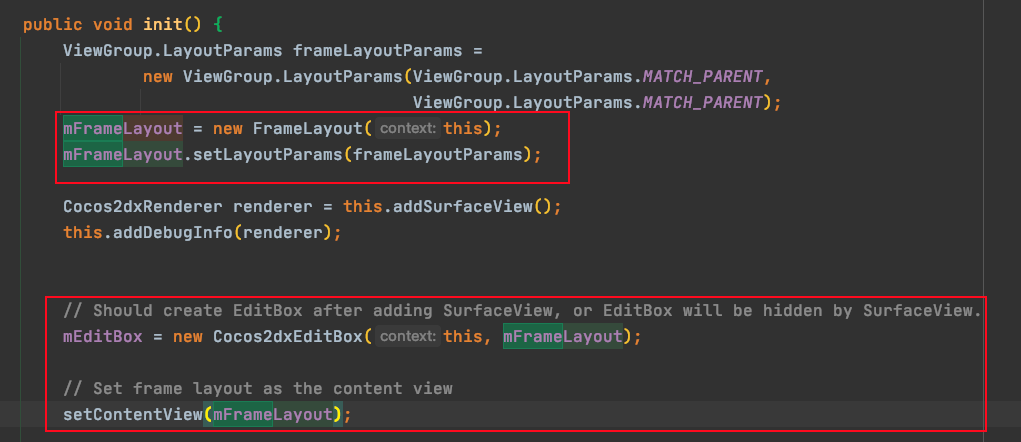 public void init() {
ViewGroup.LayoutParams frameLayoutParams =
new ViewGroup.LayoutParams(ViewGroup.LayoutParams.MATCH_PARENT,
ViewGroup.LayoutParams.MATCH_PARENT);
mFrameLayout = new FrameLayout( context: this);
mFrameLayout.setLayoutParams(frameLayoutParams);
Cocos2dxRenderer renderer = this.addSurfaceView();
this.addDebugInfo(renderer);
// Should create EditBox after adding SurfaceView, or EditBox will be hidden by SurfaceView.
mEditBox = new Cocos2dxEditBox( context: this, mFrameLayout);
// Set frame layout as the content view
setContentView(mFrameLayout);